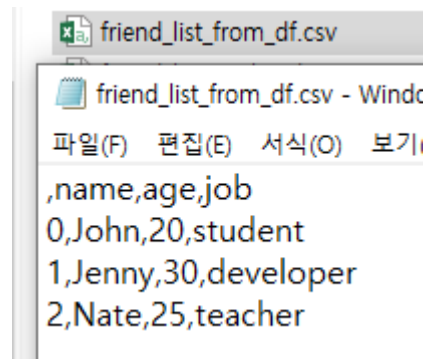 friend_list_from_df.csv
friend_list_from_df.csv - Windo
파일(F) 편집(E) 서식(O) 보기(
,name,age,job
0,John,20,student
1,Jenny,30,developer
2,Nate,25,teacher